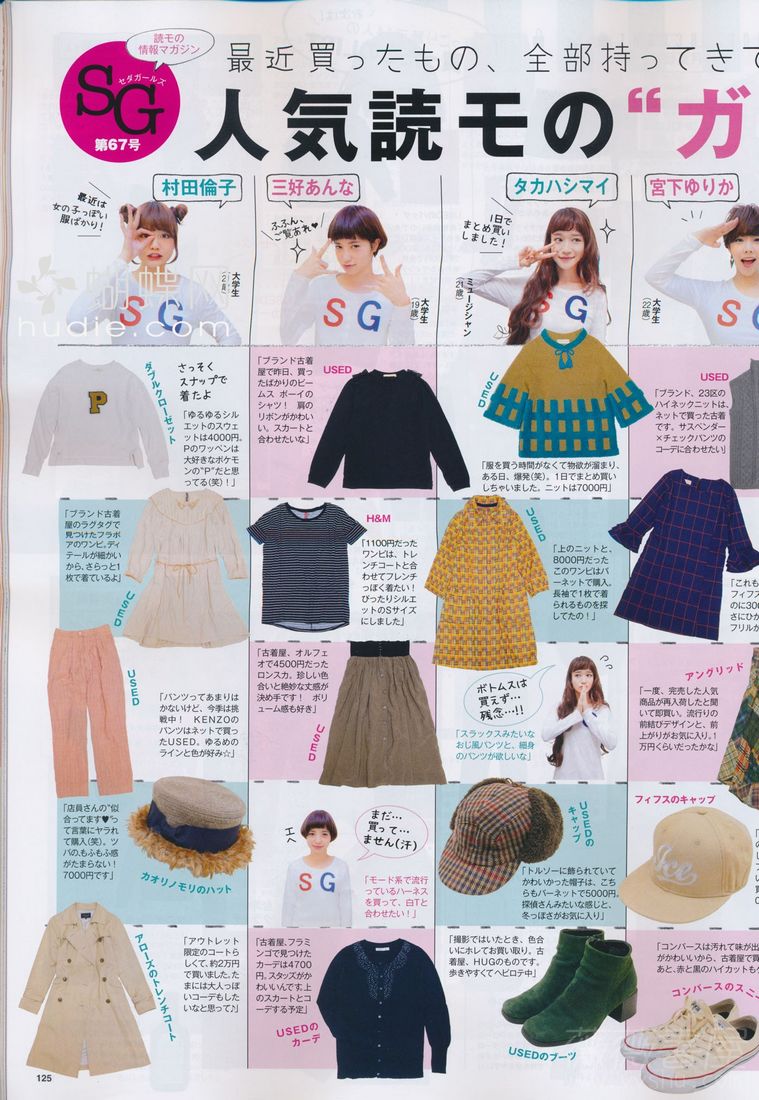 読モの
情報マガジン
SG
セダガールズ
第67号
最近買ったもの、全部持ってきて
人気読モの“ガ
村田倫子
最近は
女の子っぽい
服ばかり！
大学生
三好あんな
ふふん、
ご覧あれ♥
大学生
(19歳)
タカハシマイ
1日で
まとめ買い
しました！
ミュージシャン
(21歳)
宮下ゆりか
大学生
(22歳)
SG
SG
SG
SG
hudie.com
ダブルクローゼット
さっそく
スナップで
着たよ
「ゆるゆるシル
エットのスウェ
ットは4000円。
Pのワッペンは
大好きなポケモ
ンの“P”だと思
ってる(笑)！」
P
「ブランド古着
屋で昨日、買っ
たばかりのビーム
ス ボーイの
シャツ！ 肩の
リボンがかわい
い。スカートと
合わせたいな」
USED
USED
「服を買う時間がなくて物欲が溜まり、
ある日、爆発(笑)。1日でまとめ買い
しちゃいました。ニットは7000円」
USED
「ブランド、23区の
ハイネックニットは、
ネットで買った古着
です。サスペンダー
×チェックパンツの
コーデに合わせたい」
「ブランド古着
屋のラグタグで
見つけたフラボ
アのワンピ。ディ
テールが細かい
から、さらっと1
枚で着ているよ」
USED
H&M
「1100円だった
ワンピは、トレ
ンチコートと合
わせてフレンチ
っぽく着たい！
ぴったりシルエ
ットのSサイズ
にしました」
USED
「上のニットと、
8000円だった
このワンピはバ
ーネットで購入。
長袖で1枚で着
られるものを探
してたの！」
「これも
フィフス
のに300
さにひか
フリルが
USED
「パンツってあまりは
かないけど、今季は挑
戦中！ KENZOの
パンツはネットで買っ
たUSED。ゆるめの
ラインと色が好み☆」
「古着屋、オルフェ
オで4500円だった
ロンスカ。珍しい色
合いと絶妙な丈感が
決め手です！ ボリ
ューム感も好き」
USED
ボトムスは
買えず…
残念…!!
「スラックスみたいな
おじ風パンツと、細身
のパンツが欲しいな」
アングリッド
「一度、完売した人気
商品が再入荷したと聞
いて即買い。流行りの
前結びデザインと、前
上がりがお気に入り。1
万円くらいだったかな」
「店員さんの“似
合ってます♥”っ
て言葉にヤラれ
て購入(笑)。ツ
バの、もふもふ感
がたまらない！
7000円です」
カオリノモリのハット
まだ…
買って…
ません(汗)
「モード系で流行
っているハーネス
を買って、白Tと
合わせたい！」
SG
USEDの
キャップ
「トルソーに飾られていて
かわいかった帽子は、こち
らもバーネットで5000円。
探偵さんみたいな感じと、
冬っぽさがお気に入り」
フィフスのキャップ
Ice
アローズのトレンチコート
「アウトレット
限定のコートら
しくて、約2万円
で買いました。た
まには大人っぽ
いコーデもした
いなと思って♪」
「古着屋、フラミ
ンゴで見つけた
カーデは4700
円。スタッズがか
わいいんです。上
のスカートとコ
ーデする予定」
USEDの
カーデ
「撮影ではいたとき、色合
いにホレてお買い取り。古
着屋、HUGのものです。
歩きやすくてヘビロテ中」
USEDのブーツ
「コンバースは汚れて味が出
がかわいいから、古着屋で買
あと、赤と黒のハイカットも
コンバースのスニ
125